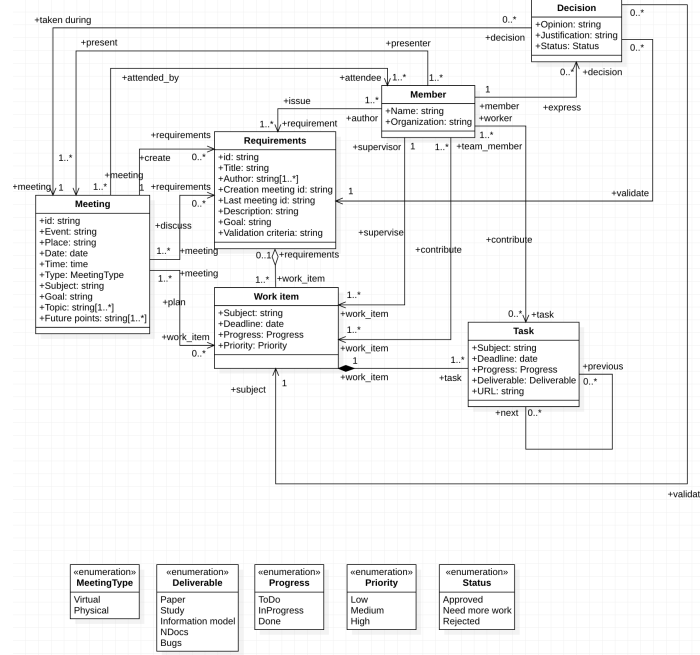 Decision
+Opinion: string
+Justification: string
+Status: Status
+taken during
0..*
0..*
+decision
0..*
+present
+presenter
+attended_by
+attendee
1..*
1..*
0..*
+decision
Member
+Name: string
+Organization: string
1
+member
+express
+issue
1..*
+author
+worker
1..*
1..*
+requirement
+supervisor
1
1..*
+team_member
+requirements
+create
0..*
Requirements
+id: string
+Title: string
+Author: string[1..*]
+Creation meeting id: string
+Last meeting id: string
+Description: string
+Goal: string
+Validation criteria: string
1..*
+meeting
+meeting
1
1..*
1
+requirements
0..*
1
+validate
Meeting
+id: string
+Event: string
+Place: string
+Date: date
+Time: time
+Type: MeetingType
+Subject: string
+Goal: string
+Topic: string[1..*]
+Future points: string[1..*]
+discuss
1..*
+meeting
+meeting
1..*
+plan
+work_item
0..*
0..1
+requirements
1..*
+work_item
+supervise
+contribute
+contribute
Work item
+Subject: string
+Deadline: date
+Progress: Progress
+Priority: Priority
1..*
+work_item
1..*
+work_item
1
+work_item
1..*
+task
0..*
+task
Task
+Subject: string
+Deadline: date
+Progress: Progress
+Deliverable: Deliverable
+URL: string
+previous
0..*
+next
0..*
+subject
1
+validat
«enumeration»
MeetingType
Virtual
Physical
«enumeration»
Deliverable
Paper
Study
Information model
NDocs
Bugs
«enumeration»
Progress
ToDo
InProgress
Done
«enumeration»
Priority
Low
Medium
High
«enumeration»
Status
Approved
Need more work
Rejected